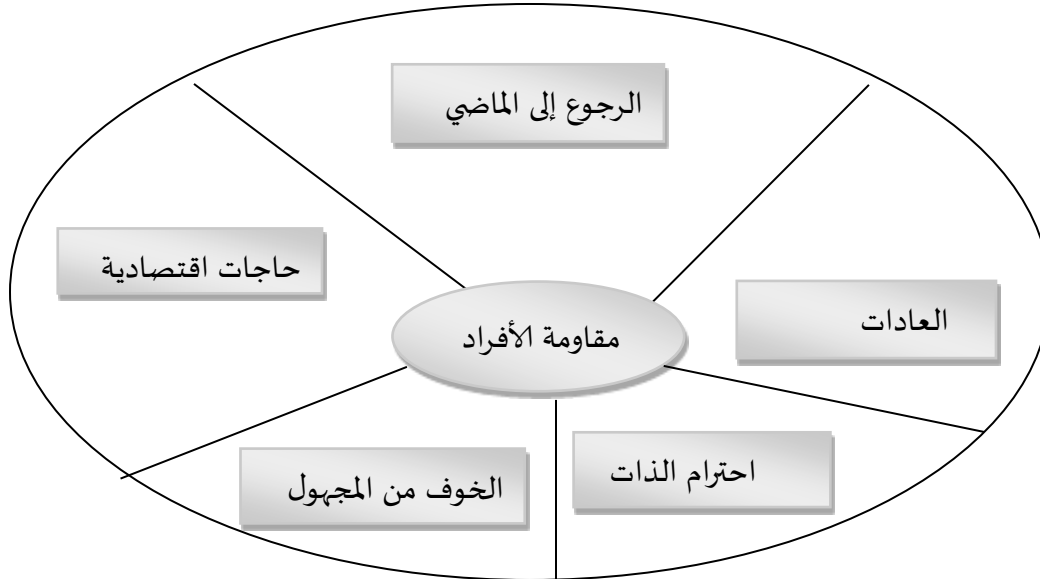 الرجوع إلى الماضي
حاجات اقتصادية
العادات
مقاومة الأفراد
احترام الذات
الخوف من المجهول